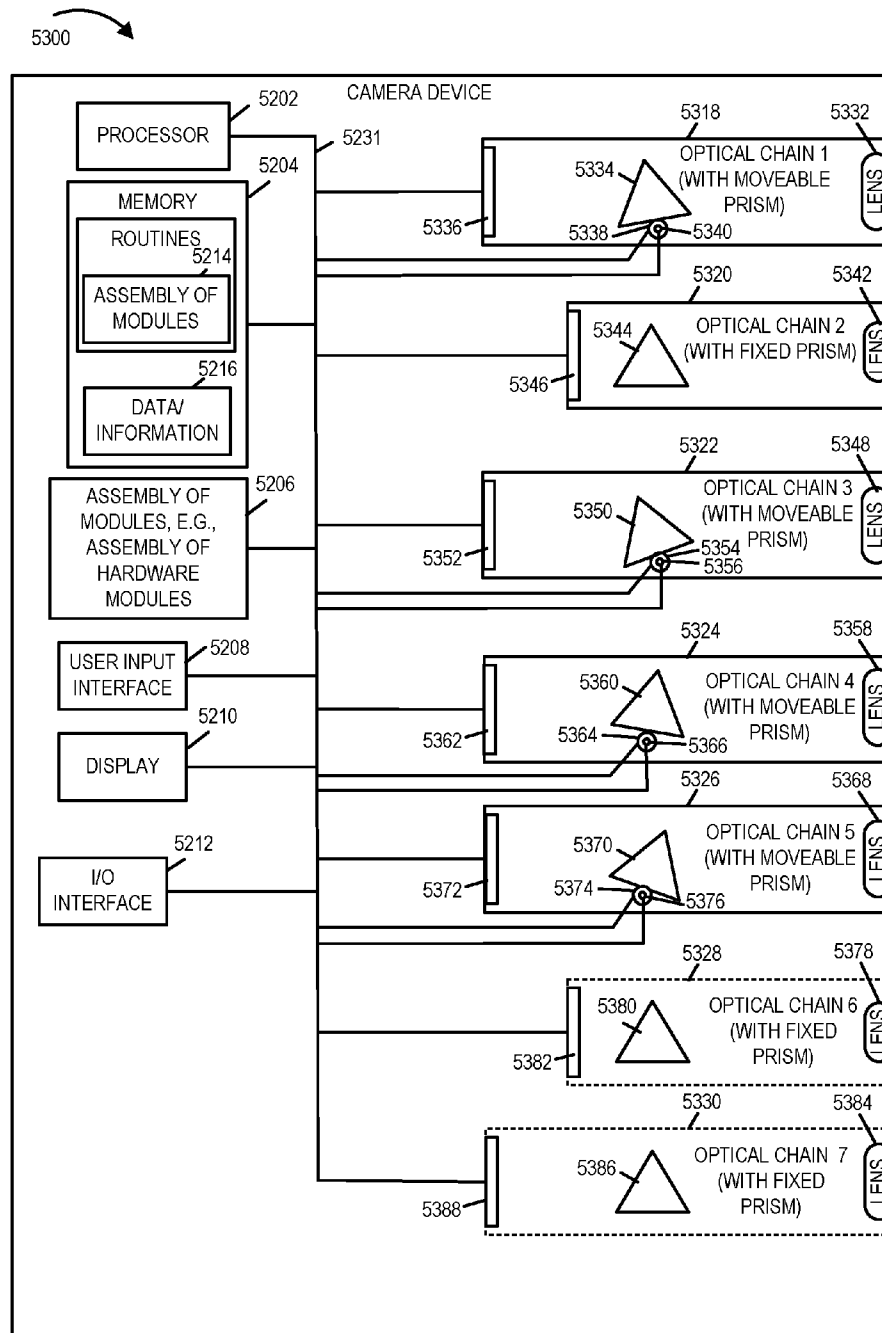 5300
CAMERA DEVICE
5202
PROCESSOR
5231
5204
MEMORY
ROUTINES
5214
ASSEMBLY OF
MODULES
5216
DATA/
INFORMATION
5206
ASSEMBLY OF
MODULES, E.G.,
ASSEMBLY OF
HARDWARE
MODULES
5208
USER INPUT
INTERFACE
5210
DISPLAY
5212
I/O
INTERFACE
5318
5332
5334
OPTICAL CHAIN 1
(WITH MOVEABLE
PRISM)
LENS
5336
5338
5340
5320
5342
5344
OPTICAL CHAIN 2
(WITH FIXED PRISM)
LENS
5346
5322
5348
5350
OPTICAL CHAIN 3
(WITH MOVEABLE
PRISM)
LENS
5352
5354
5356
5324
5358
5360
OPTICAL CHAIN 4
(WITH MOVEABLE
PRISM)
LENS
5362
5364
5366
5326
5368
5370
OPTICAL CHAIN 5
(WITH MOVEABLE
PRISM)
LENS
5372
5374
5376
5328
5378
5380
OPTICAL CHAIN 6
(WITH FIXED
PRISM)
LENS
5382
5330
5384
5386
OPTICAL CHAIN 7
(WITH FIXED
PRISM)
LENS
5388